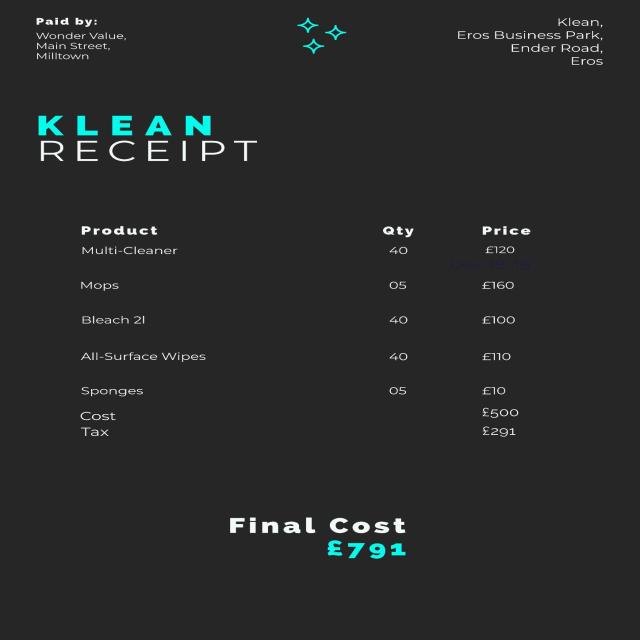 Paid by:
Wonder Value,
Main Street,
Milltown
Klean,
Eros Business Park,
Ender Road,
Eros
KLEAN
RECEIPT
Product Qty Price
Multi-Cleaner 40 £120
Mops 05 £160
Bleach 2l 40 £100
All-Surface Wipes 40 £110
Sponges 05 £10
Cost £500
Tax £291
Final Cost
£791